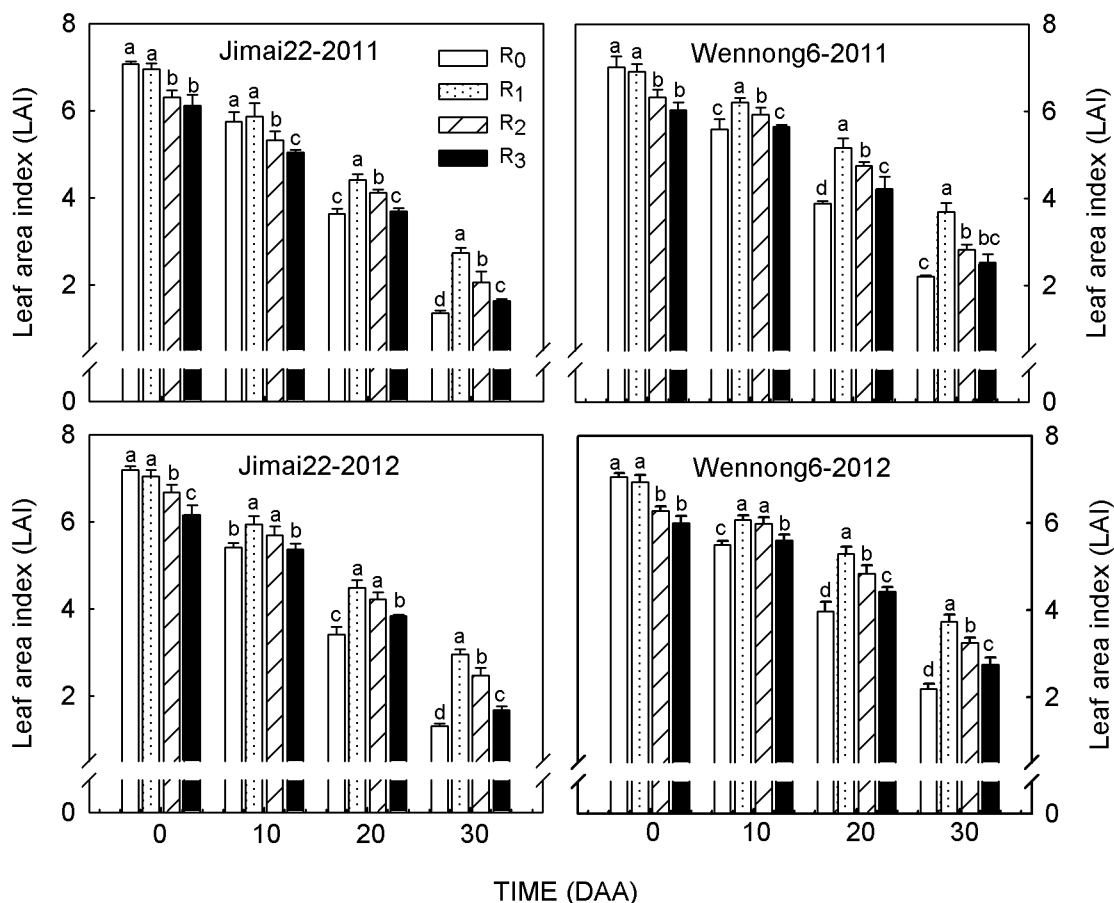 Jimai22-2011
R0
R1
R2
R3
Leaf area index (LAI)
8
6
4
2
0
a a b b
a a b c
c a b c
d a b c
Wennong6-2011
Leaf area index (LAI)
8
6
4
2
0
a a b b
c a b c
d a b c
c a b bc
Jimai22-2012
Leaf area index (LAI)
8
6
4
2
0
a a b c
b a a b
c a a b
d a b c
0 10 20 30
Wennong6-2012
Leaf area index (LAI)
8
6
4
2
0
a a b b
c a a b
d a b c
d a b c
0 10 20 30
TIME (DAA)